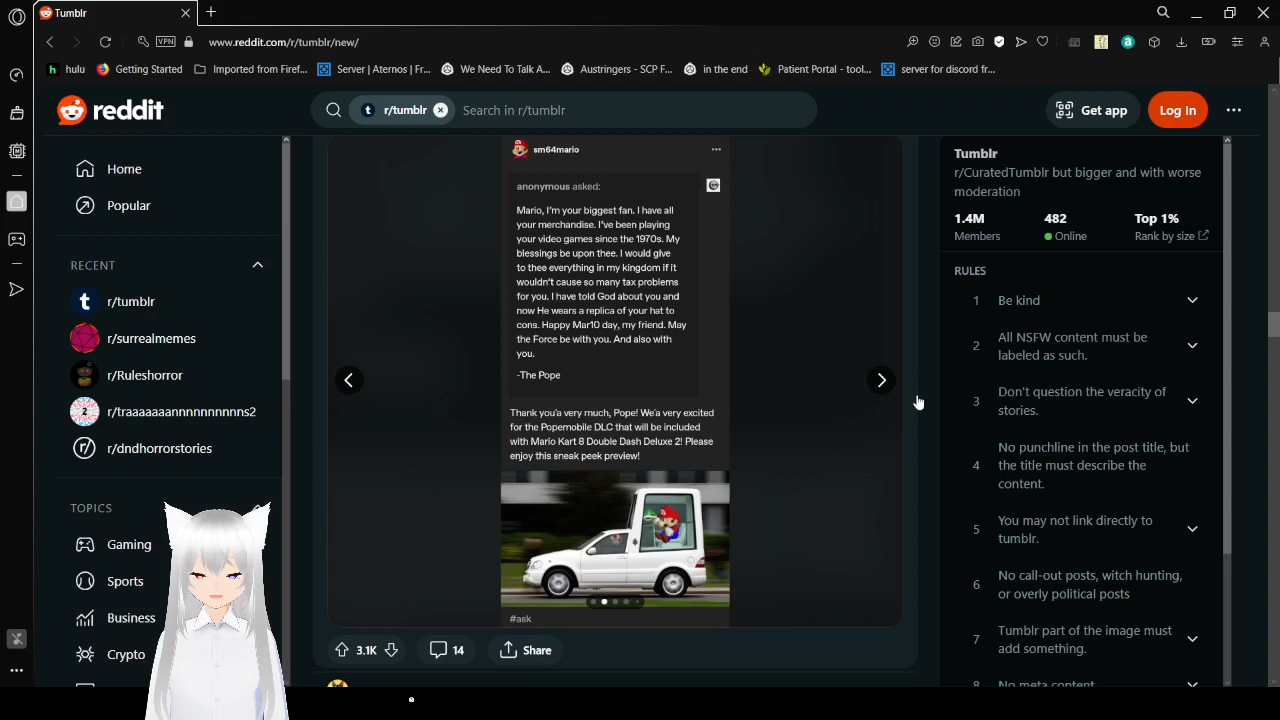 Tumblr
www.reddit.com/r/tumblr/new/
VPN
hulu
Getting Started
Imported from Firef...
Server | Aternos | Fr...
We Need To Talk A...
Austringers - SCP F...
in the end
Patient Portal - tool...
server for discord fr...
reddit
r/tumblr
Search in r/tumblr
Get app
Log In
Home
Popular
RECENT
r/tumblr
r/surrealmemes
r/Ruleshorror
r/traaaaaaannnnnnnnnns2
r/dndhorrorstories
TOPICS
Gaming
Sports
Business
Crypto
sm64mario
anonymous asked:
Mario, I'm your biggest fan. I have all
your merchandise. I've been playing
your video games since the 1970s. My
blessings be upon thee. I would give
to thee everything in my kingdom if it
wouldn't cause so many tax problems
for you. I have told God about you and
now He wears a replica of your hat to
cons. Happy Mar10 day, my friend. May
the Force be with you. And also with
you.
-The Pope
Thank you'a very much, Pope! We'a very excited
for the Popemobile DLC that will be included
with Mario Kart 8 Double Dash Deluxe 2! Please
enjoy this sneak peek preview!
#ask
3.1K
14
Share
Tumblr
r/CuratedTumblr but bigger and with worse
moderation
1.4M
482
Top 1%
Members
Online
Rank by size
RULES
1 Be kind
2 All NSFW content must be
labeled as such.
3 Don't question the veracity of
stories.
4 No punchline in the post title, but
the title must describe the
content.
5 You may not link directly to
tumblr.
6 No call-out posts, witch hunting,
or overly political posts
7 Tumblr part of the image must
add something.
8 No meta content